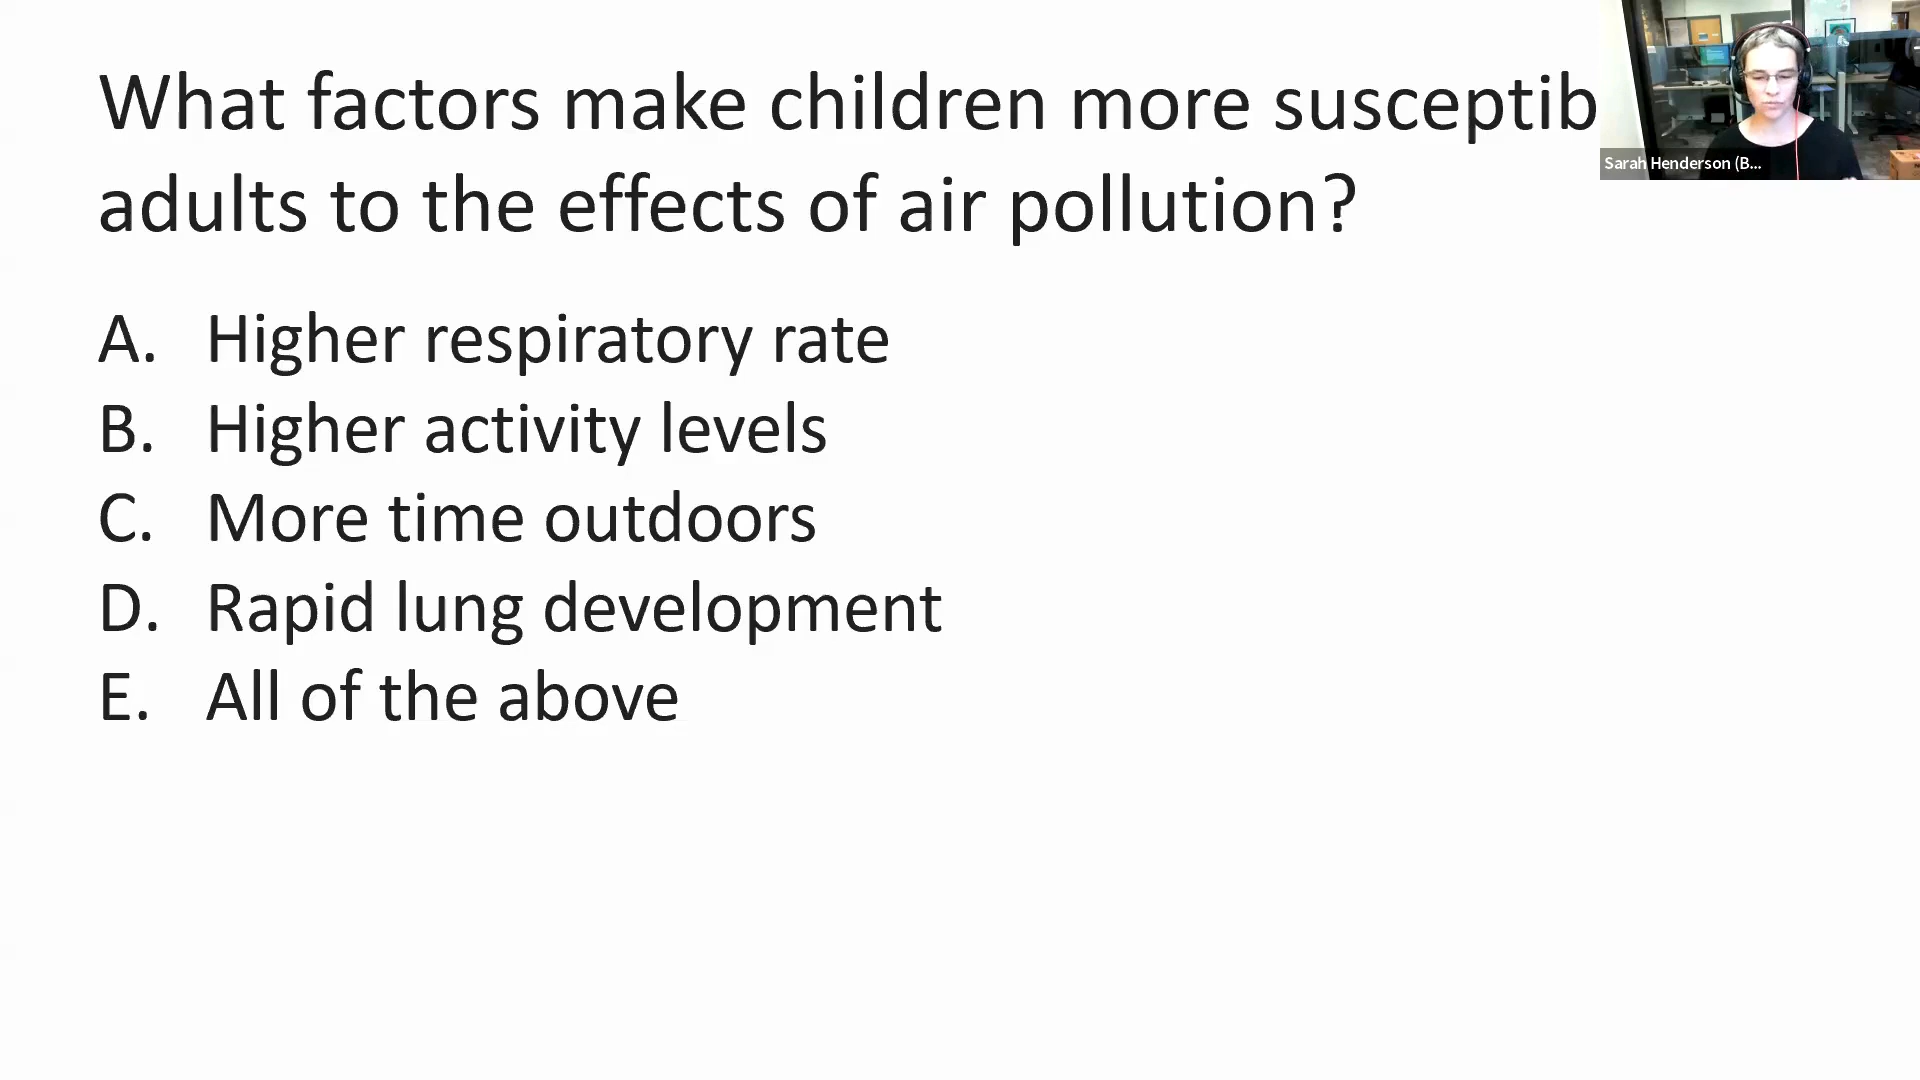 What factors make children more susceptib
adults to the effects of air pollution?
A. Higher respiratory rate
B. Higher activity levels
C. More time outdoors
D. Rapid lung development
E. All of the above
Sarah Henderson (B...